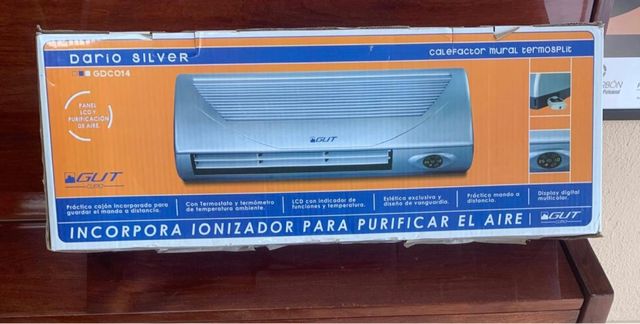 Dario SILVER
GDC014
CALEFACTOR MURAL TERMOSPLIT
PANEL
LCD Y
PURIFICACIÓN
DE AIRE.
GUT
GUT
CLIMA
Práctico cajón incorporado para
guardar el mando a distancia.
Con Termostato y termómetro
de temperatura ambiente.
LCD con indicador de
funciones y temperatura.
Estética exclusiva y
diseño de vanguardia.
Práctico mando a
distancia.
Display digital
multicolor.
INCORPORA IONIZADOR PARA PURIFICAR EL AIRE
GUT